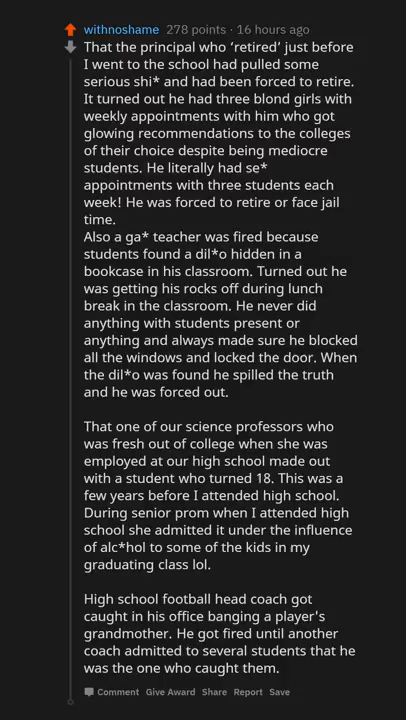 withnoshame 278 points · 16 hours ago
That the principal who ‘retired‘ just before
I went to the school had pulled some
serious shi* and had been forced to retire.
It turned out he had three blond girls with
weekly appointments with him who got
glowing recommendations to the colleges
of their choice despite being mediocre
students. He literally had se*
appointments with three students each
week! He was forced to retire or face jail
time.
Also a ga* teacher was fired because
students found a dil*o hidden in a
bookcase in his classroom. Turned out he
was getting his rocks off during lunch
break in the classroom. He never did
anything with students present or
anything and always made sure he blocked
all the windows and locked the door. When
the dil*o was found he spilled the truth
and he was forced out.
That one of our science professors who
was fresh out of college when she was
employed at our high school made out
with a student who turned 18. This was a
few years before I attended high school.
During senior prom when I attended high
school she admitted it under the influence
of alc*hol to some of the kids in my
graduating class lol.
High school football head coach got
caught in his office banging a player's
grandmother. He got fired until another
coach admitted to several students that he
was the one who caught them.
Comment Give Award Share Report Save